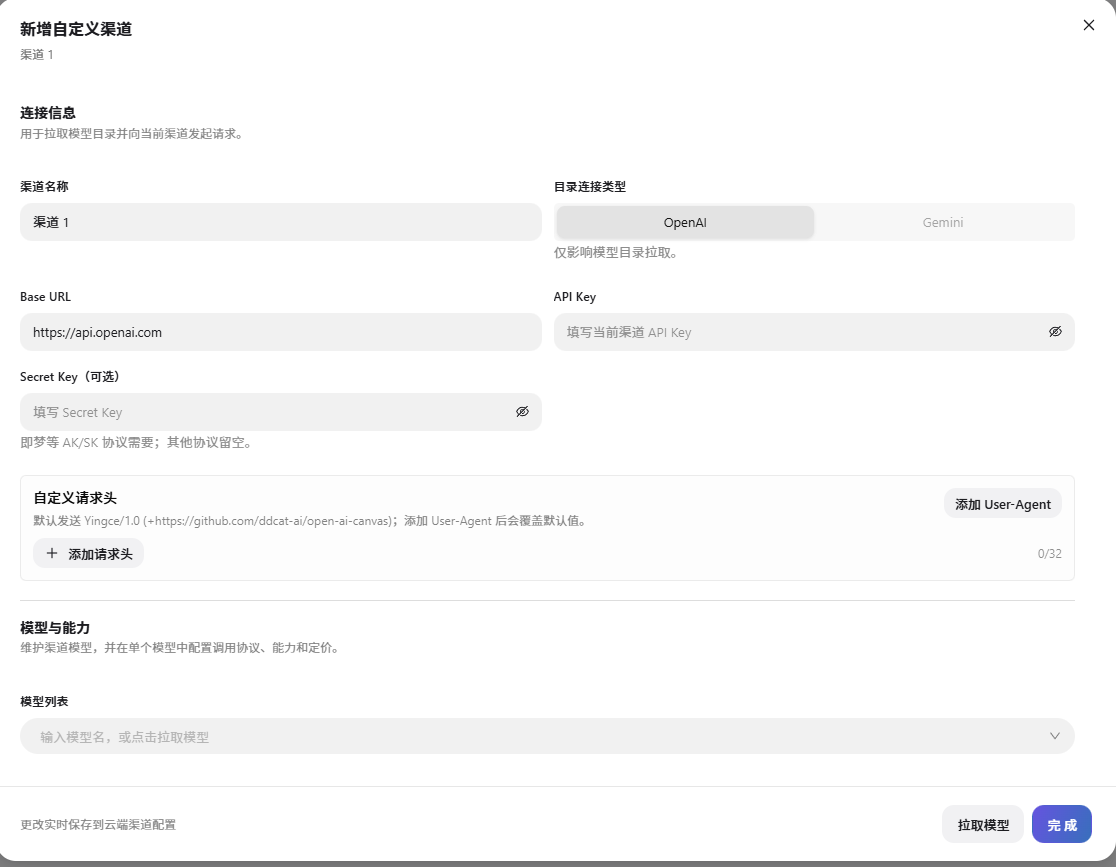 新增自定义渠道
渠道 1
连接信息
用于拉取模型目录并向当前渠道发起请求。
渠道名称
目录连接类型
渠道 1
OpenAI
Gemini
仅影响模型目录拉取。
Base URL
API Key
https://api.openai.com
填写当前渠道 API Key
Secret Key（可选）
填写 Secret Key
即梦等 AK/SK 协议需要；其他协议留空。
自定义请求头
默认发送 Yingce/1.0 (+https://github.com/ddcat-ai/open-ai-canvas)；添加 User-Agent 后会覆盖默认值。
添加 User-Agent
添加请求头
0/32
模型与能力
维护渠道模型，并在单个模型中配置调用协议、能力和定价。
模型列表
输入模型名，或点击拉取模型
更改实时保存到云端渠道配置
拉取模型
完 成